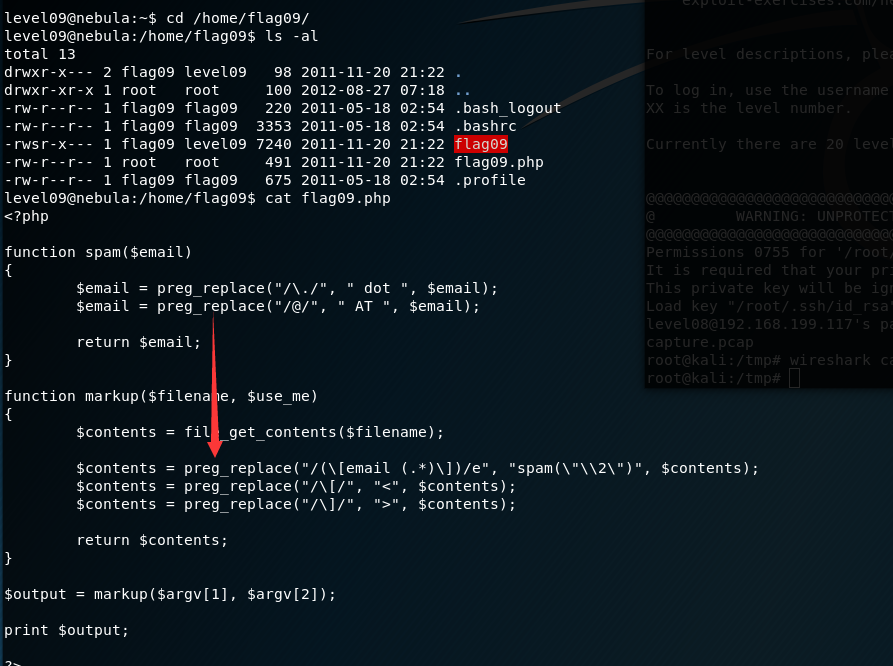 level09@nebula:~$ cd /home/flag09/
level09@nebula:/home/flag09$ ls -al
total 13
drwxr-x--- 2 flag09 level09   98 2011-11-20 21:22 .
drwxr-xr-x 1 root   root     100 2012-08-27 07:18 ..
-rw-r--r-- 1 flag09 flag09   220 2011-05-18 02:54 .bash_logout
-rw-r--r-- 1 flag09 flag09  3353 2011-05-18 02:54 .bashrc
-rwsr-x--- 1 flag09 level09 7240 2011-11-20 21:22 flag09
-rw-r--r-- 1 root   root     491 2011-11-20 21:22 flag09.php
-rw-r--r-- 1 flag09 flag09   675 2011-05-18 02:54 .profile
level09@nebula:/home/flag09$ cat flag09.php
<?php
function spam($email)
{
        $email = preg_replace("/\./", " dot ", $email);
        $email = preg_replace("/@/", " AT ", $email);
        return $email;
}
function markup($filename, $use_me)
{
        $contents = file_get_contents($filename);
        $contents = preg_replace("/(\[email (.*)\])/e", "spam(\"\\2\")", $contents);
        $contents = preg_replace("/\[/", "<", $contents);
        $contents = preg_replace("/\]/", ">", $contents);
        return $contents;
}
$output = markup($argv[1], $argv[2]);
print $output;
?>
For level descriptions,
To log in, use the username
XX is the level number.
Currently there are 20
@@@@@@@@@@@@@@@@@@@@@@@@@@@
@         WARNING:
@@@@@@@@@@@@@@@@@@@@@@@@@@@
Permissions 0755 for '/root/
It is required that your
This private key will be
Load key "/root/.ssh/id_rsa"
level08@192.168.199.117's
capture.pcap
root@kali:/tmp# wireshark
root@kali:/tmp#